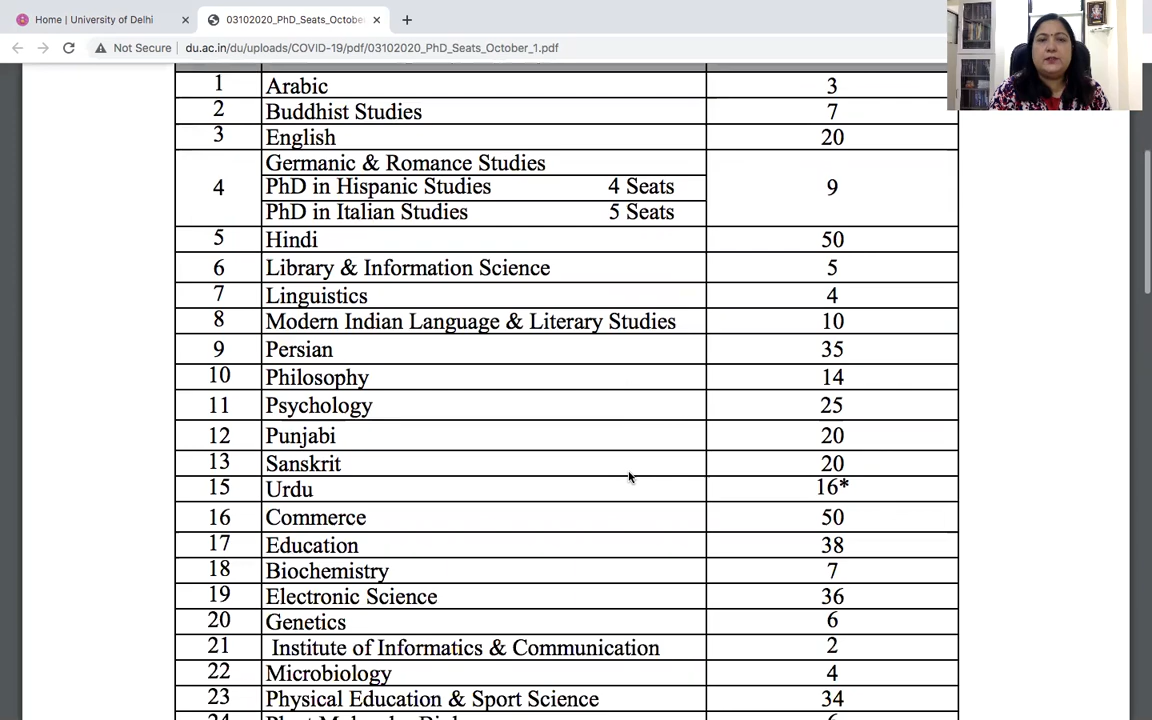 Home | University of Delhi
03102020_PhD_Seats_Octobe
Not Secure
du.ac.in/du/uploads/COVID-19/pdf/03102020_PhD_Seats_October_1.pdf
1 Arabic 3
2 Buddhist Studies 7
3 English 20
Germanic & Romance Studies
4 PhD in Hispanic Studies 4 Seats 9
PhD in Italian Studies 5 Seats
5 Hindi 50
6 Library & Information Science 5
7 Linguistics 4
8 Modern Indian Language & Literary Studies 10
9 Persian 35
10 Philosophy 14
11 Psychology 25
12 Punjabi 20
13 Sanskrit 20
15 Urdu 16*
16 Commerce 50
17 Education 38
18 Biochemistry 7
19 Electronic Science 36
20 Genetics 6
21 Institute of Informatics & Communication 2
22 Microbiology 4
23 Physical Education & Sport Science 34